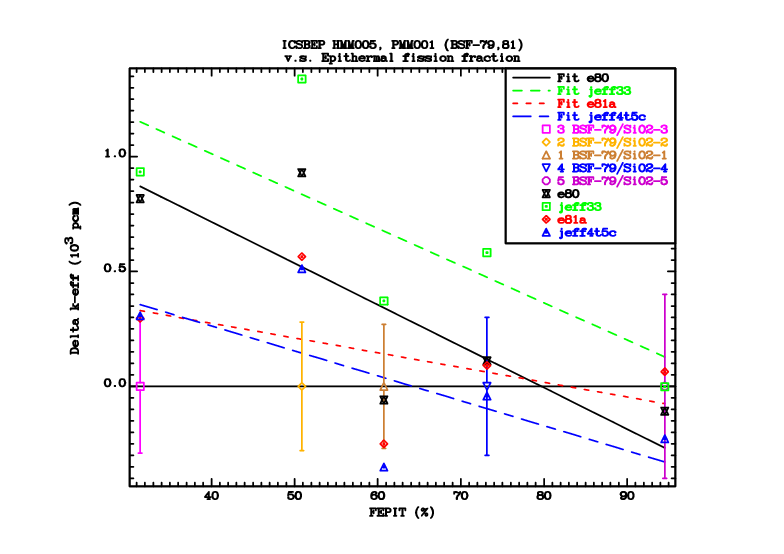 ICSBEP HMM005, PMM001 (BSF-79,81)
v.s. Epithermal fission fraction
Fit e80
Fit jeff33
Fit e81a
Fit jeff4t5c
3 BSF-79/SiO2-3
2 BSF-79/SiO2-2
1 BSF-79/SiO2-1
4 BSF-79/SiO2-4
5 BSF-79/SiO2-5
e80
jeff33
e81a
jeff4t5c
1.0
0.5
0.0
Delta k-eff (10³ pcm)
40 50 60 70 80 90
FEPIT (%)